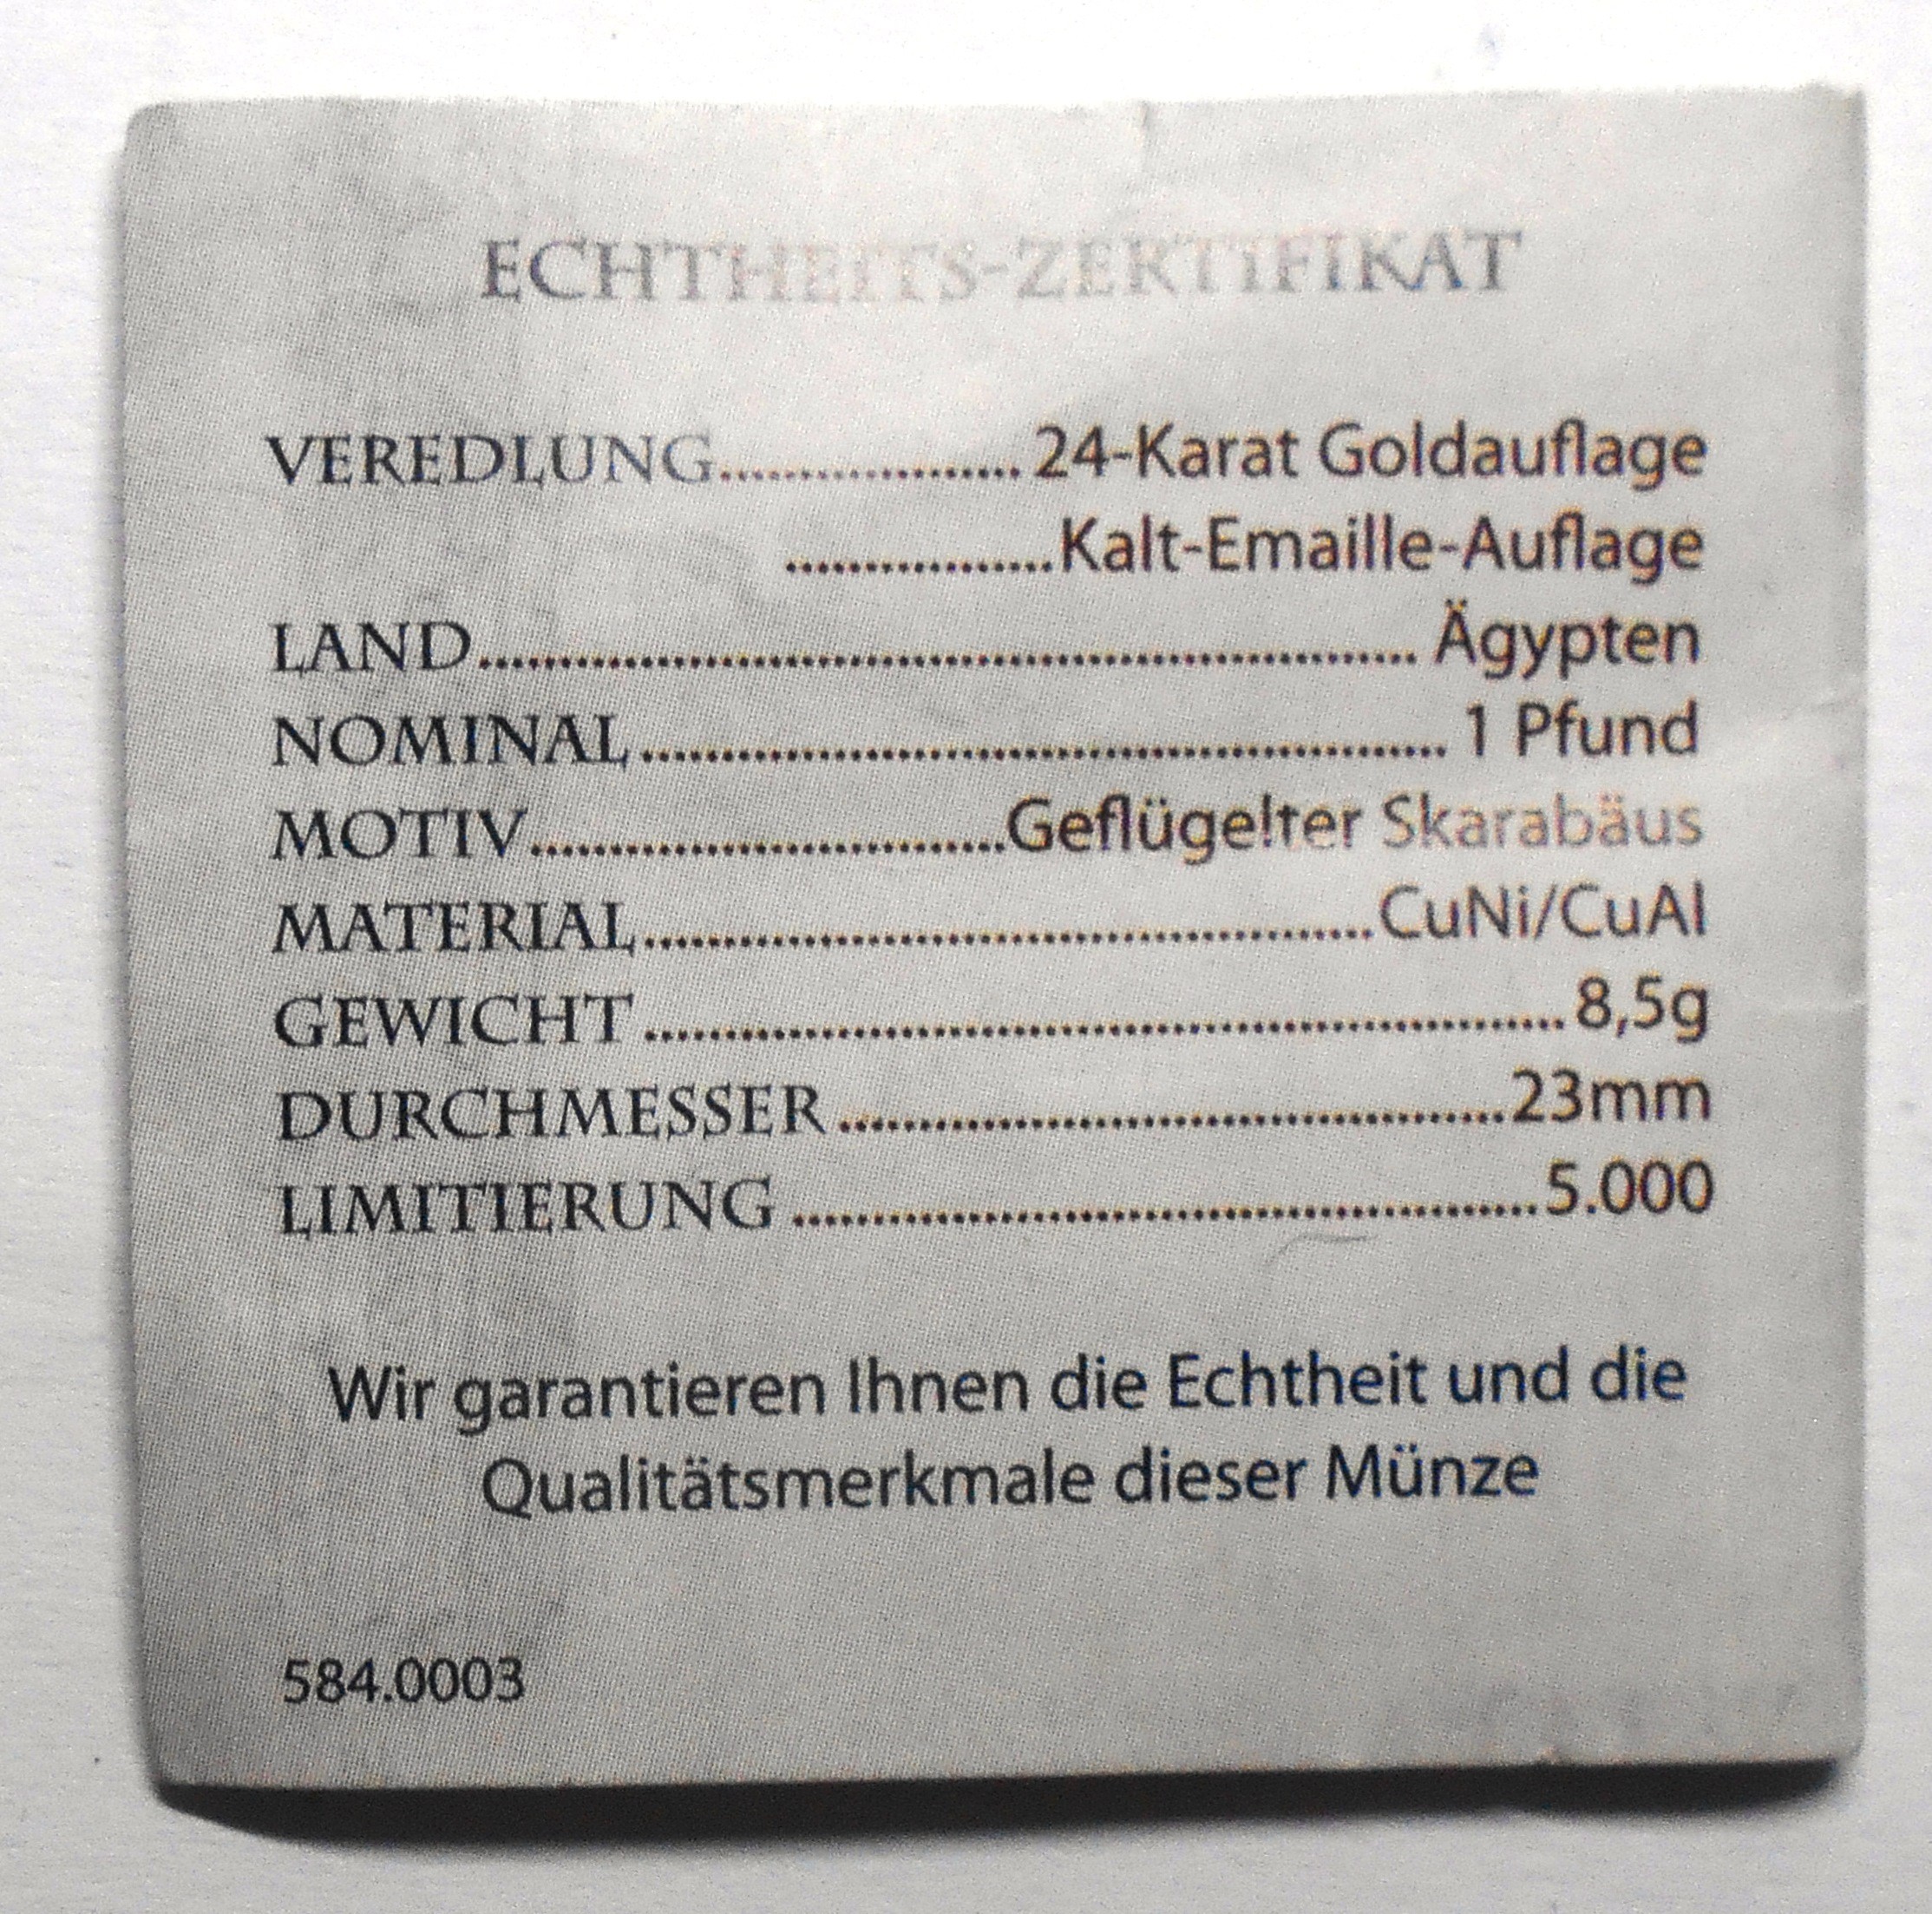 ECHTHEITS-ZERTIFIKAT
VEREDLUNG...................24-Karat Goldauflage
.................Kalt-Emaille-Auflage
LAND............................................................ Ägypten
NOMINAL................................................... 1 Pfund
MOTIV..............................Geflügelter Skarabäus
MATERIAL..............................................CuNi/CuAl
GEWICHT..........................................................8,5g
DURCHMESSER..........................................23mm
LIMITIERUNG ...............................................5.000
Wir garantieren Ihnen die Echtheit und die
Qualitätsmerkmale dieser Münze
584.0003